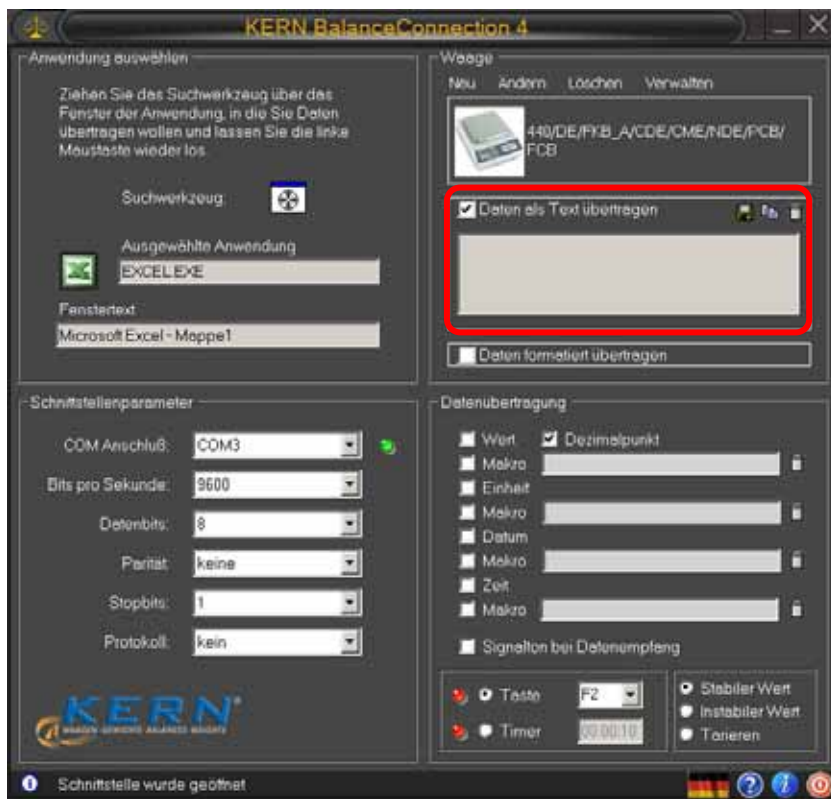 KERN BalanceConnection 4
Anwendung auswählen
Ziehen Sie das Suchwerkzeug über das
Fenster der Anwendung, in die Sie Daten
übertragen wollen und lassen Sie die linke
Maustaste wieder los.
Suchwerkzeug:
Ausgewählte Anwendung
EXCEL.EXE
Fenstertext
Microsoft Excel - Mappe1
Waage
Neu Ändern Löschen Verwalten
440/DE/FKB_A/CDE/CME/NDE/PCB/
FCB
Daten als Text übertragen
Daten formatiert übertragen
Schnittstellenparameter
COM Anschluß: COM3
Bits pro Sekunde: 9600
Datenbits: 8
Parität: keine
Stopbits: 1
Protokoll: kein
KERN
Datenübertragung
Wert Dezimalpunkt
Makro
Einheit
Makro
Datum
Makro
Zeit
Makro
Signalton bei Datenempfang
Taste F2
Timer 00:00:10
Stabiler Wert
Instabiler Wert
Tarieren
Schnittstelle wurde geöffnet